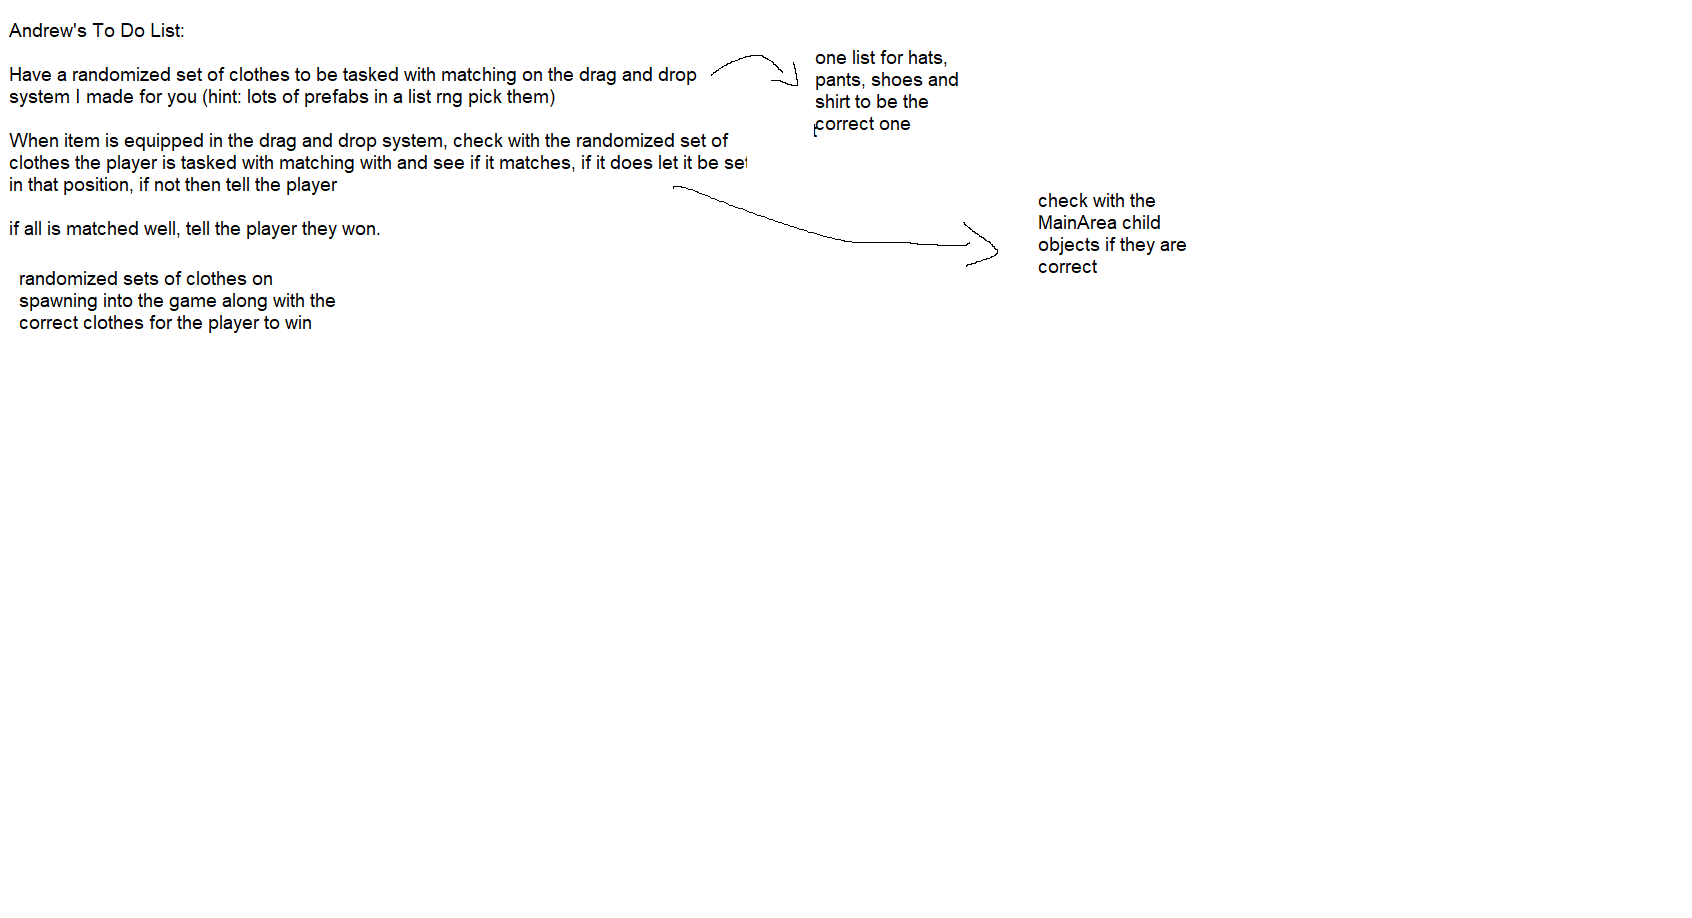 Andrew's To Do List:
Have a randomized set of clothes to be tasked with matching on the drag and drop
system I made for you (hint: lots of prefabs in a list rng pick them)
one list for hats,
pants, shoes and
shirt to be the
correct one
When item is equipped in the drag and drop system, check with the randomized set of
clothes the player is tasked with matching with and see if it matches, if it does let it be set
in that position, if not then tell the player
check with the
MainArea child
objects if they are
correct
if all is matched well, tell the player they won.
randomized sets of clothes on
spawning into the game along with the
correct clothes for the player to win